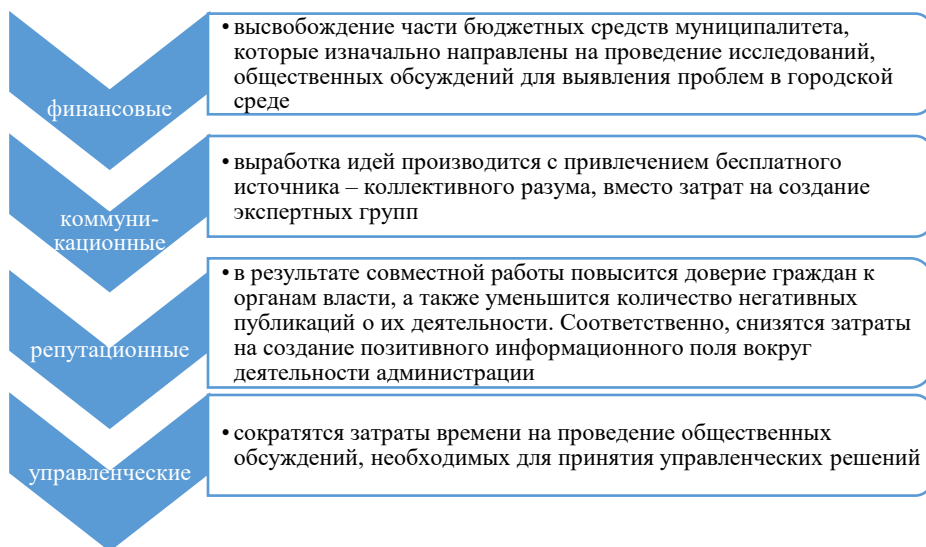 финансовые
• высвобождение части бюджетных средств муниципалитета,
которые изначально направлены на проведение исследований,
общественных обсуждений для выявления проблем в городской
среде
коммуни-
кационные
• выработка идей производится с привлечением бесплатного
источника – коллективного разума, вместо затрат на создание
экспертных групп
репутационные
• в результате совместной работы повысится доверие граждан к
органам власти, а также уменьшится количество негативных
публикаций о их деятельности. Соответственно, снизятся затраты
на создание позитивного информационного поля вокруг
деятельности администрации
управленческие
• сократятся затраты времени на проведение общественных
обсуждений, необходимых для принятия управленческих решений